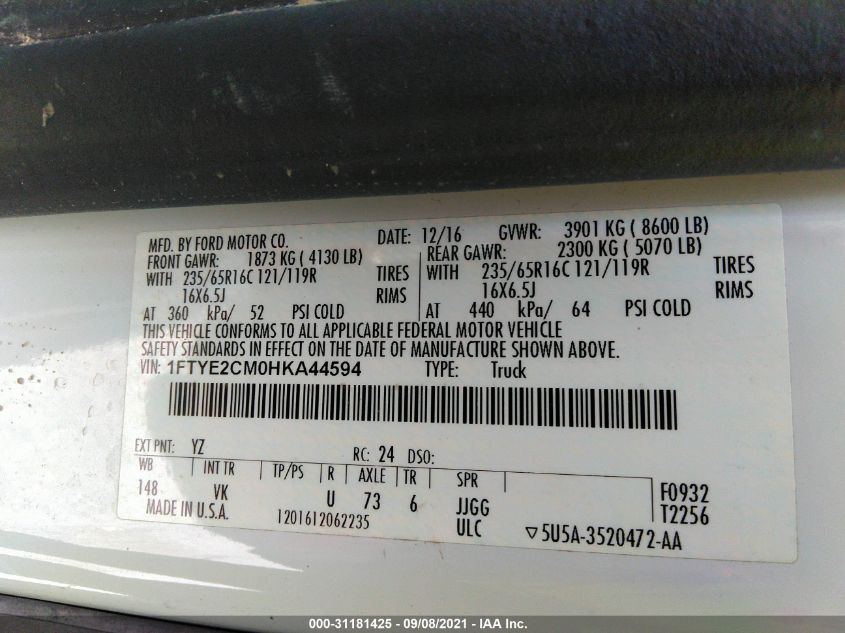 MFD. BY FORD MOTOR CO. DATE: 12/16 GVWR: 3901 KG ( 8600 LB)
FRONT GAWR: 1873 KG ( 4130 LB) REAR GAWR: 2300 KG ( 5070 LB)
WITH 235/65R16C 121/119R TIRES WITH 235/65R16C 121/119R TIRES
16X6.5J RIMS 16X6.5J RIMS
AT 360 kPa/ 52 PSI COLD AT 440 kPa/ 64 PSI COLD
THIS VEHICLE CONFORMS TO ALL APPLICABLE FEDERAL MOTOR VEHICLE
SAFETY STANDARDS IN EFFECT ON THE DATE OF MANUFACTURE SHOWN ABOVE.
VIN: 1FTYE2CM0HKA44594 TYPE: Truck
EXT PNT: YZ RC: 24 DSO:
WB INT TR TP/PS R AXLE TR SPR
148 VK U 73 6 JJGG F0932
MADE IN U.S.A. 1201612062235 ULC T2256
▽5U5A-3520472-AA
000-31181425 - 09/08/2021 - IAA Inc.